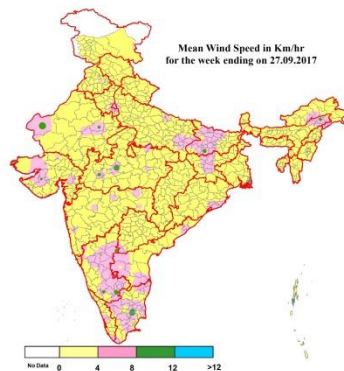 Mean Wind Speed in Km/hr
for the week ending on 27.09.2017
No Data 0 4 8 12 >12